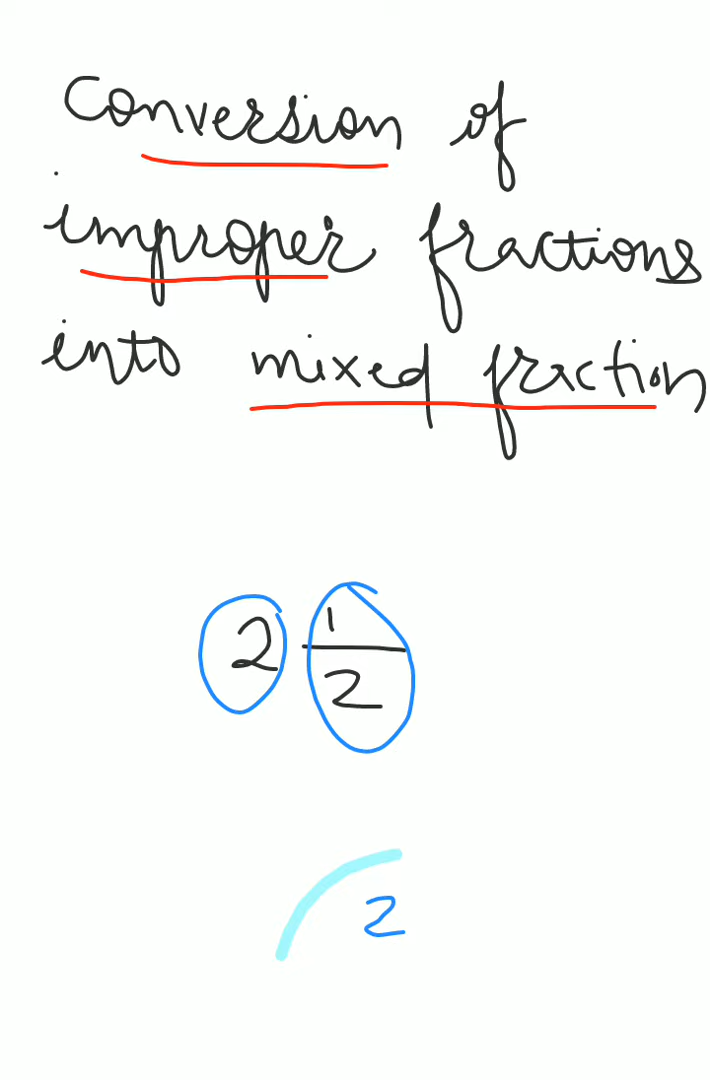 Conversion of
improper fractions
into mixed fraction
2 1/2
2